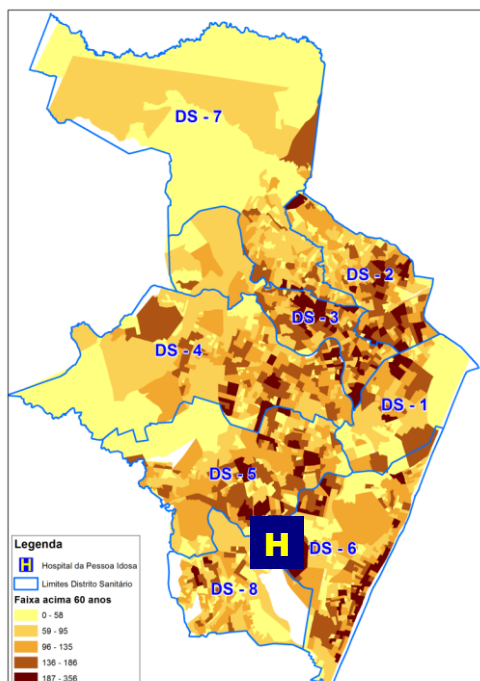 DS - 7
DS - 2
DS - 3
DS - 4
DS - 1
DS - 5
H
DS - 6
DS - 8
Legenda
H Hospital da Pessoa Idosa
Limites Distrito Sanitário
Faixa acima 60 anos
0 - 58
59 - 95
96 - 135
136 - 186
187 - 356